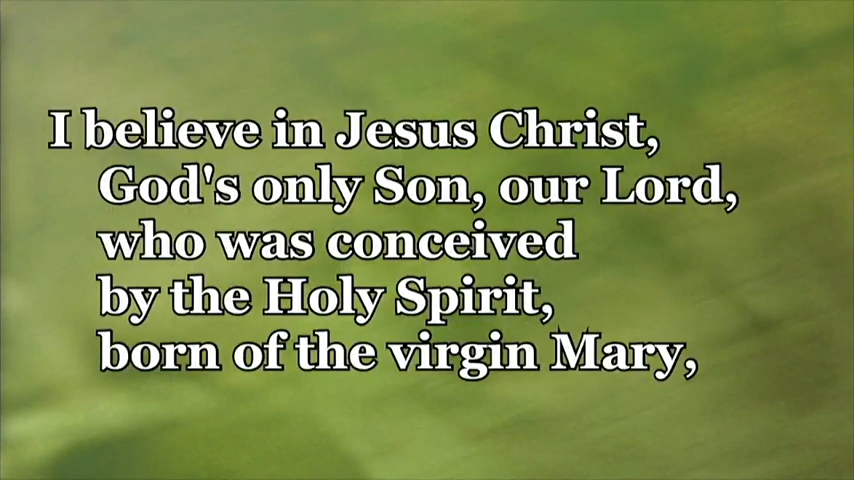 I believe in Jesus Christ,
God's only Son, our Lord,
who was conceived
by the Holy Spirit,
born of the virgin Mary,